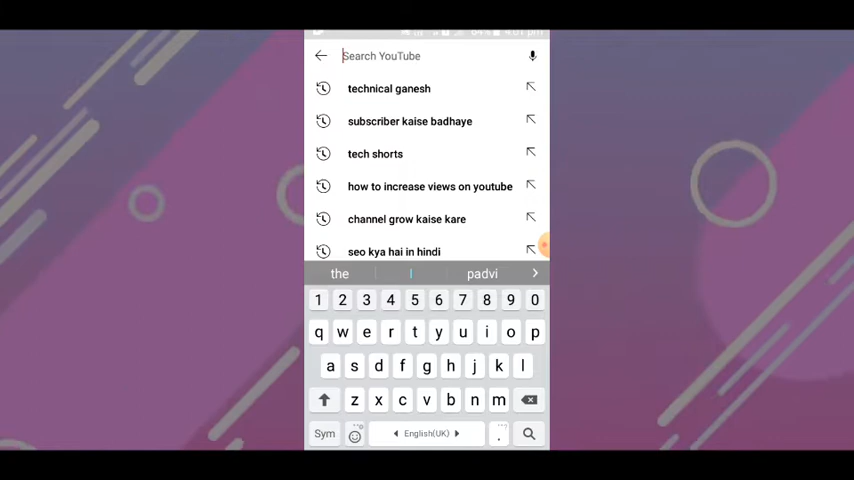 Search YouTube
technical ganesh
subscriber kaise badhaye
tech shorts
how to increase views on youtube
channel grow kaise kare
seo kya hai in hindi
the I padvi
1 2 3 4 5 6 7 8 9 0
q w e r t y u i o p
a s d f g h j k l
z x c v b n m
Sym English(UK) .